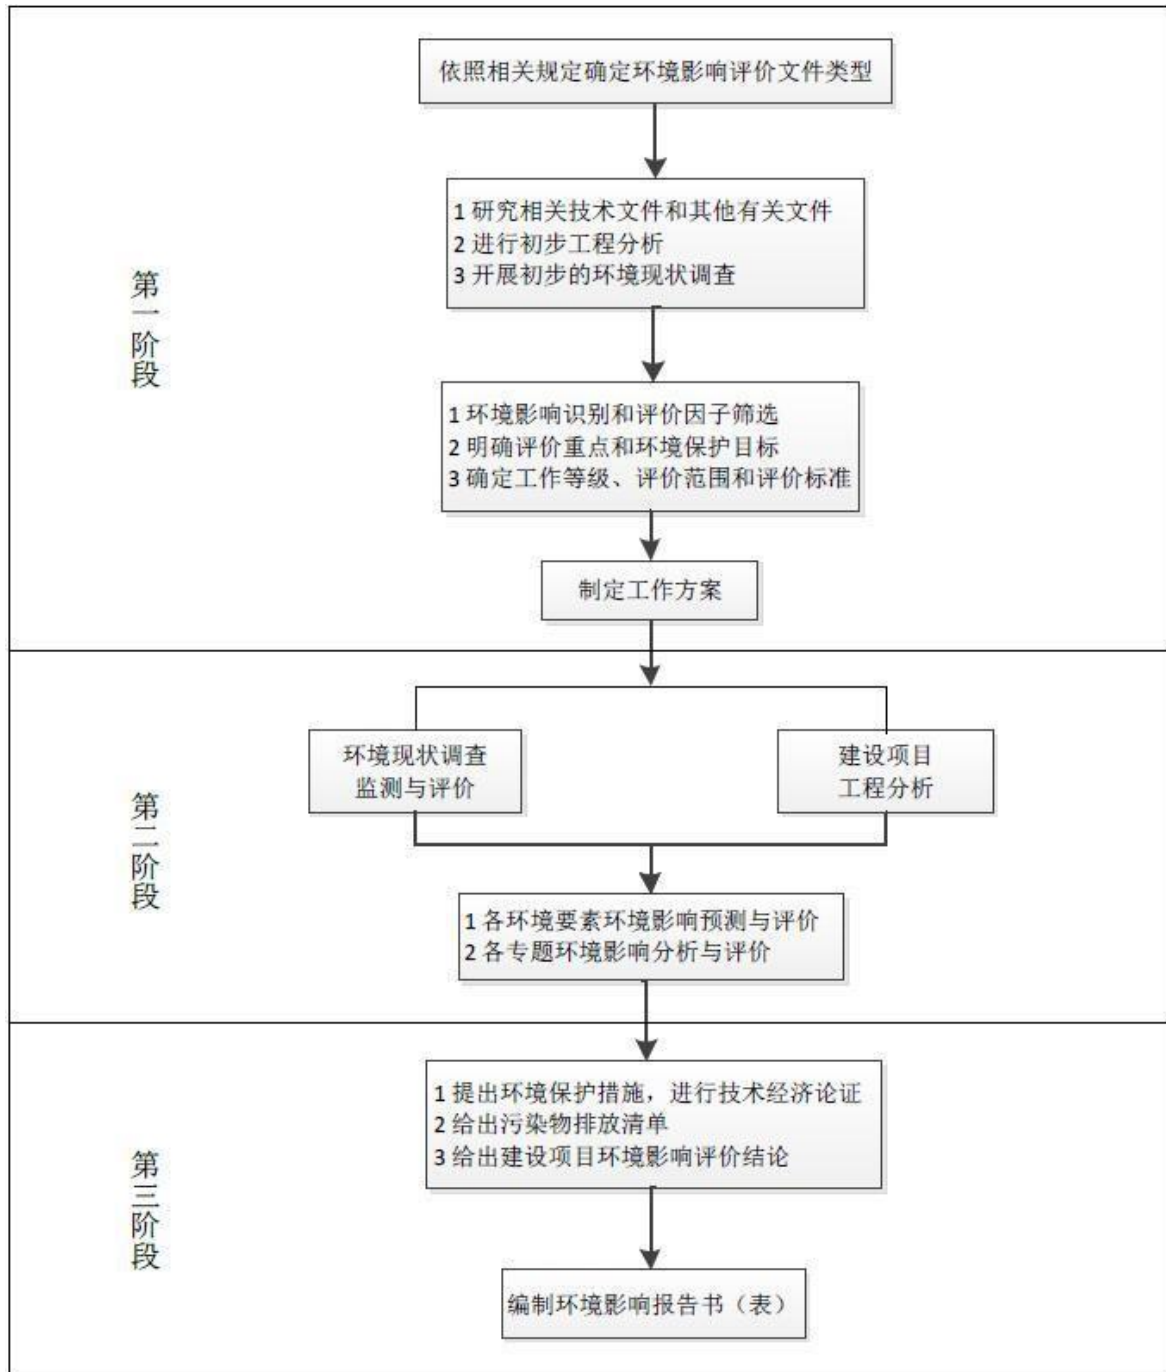 依照相关规定确定环境影响评价文件类型
1 研究相关技术文件和其他有关文件
2 进行初步工程分析
3 开展初步的环境现状调查
第一阶段
1 环境影响识别和评价因子筛选
2 明确评价重点和环境保护目标
3 确定工作等级、评价范围和评价标准
制定工作方案
环境现状调查
监测与评价
建设项目
工程分析
第二阶段
1 各环境要素环境影响预测与评价
2 各专题环境影响分析与评价
1 提出环境保护措施，进行技术经济论证
2 给出污染物排放清单
3 给出建设项目环境影响评价结论
第三阶段
编制环境影响报告书（表）